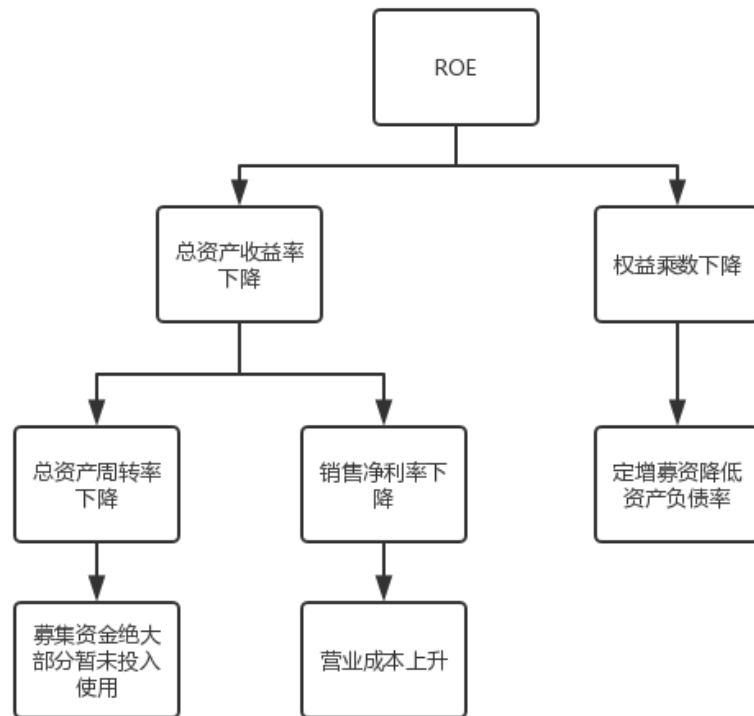 ROE
总资产收益率
下降
权益乘数下降
总资产周转率
下降
销售净利率下
降
定增募资降低
资产负债率
募集资金绝大
部分暂未投入
使用
营业成本上升